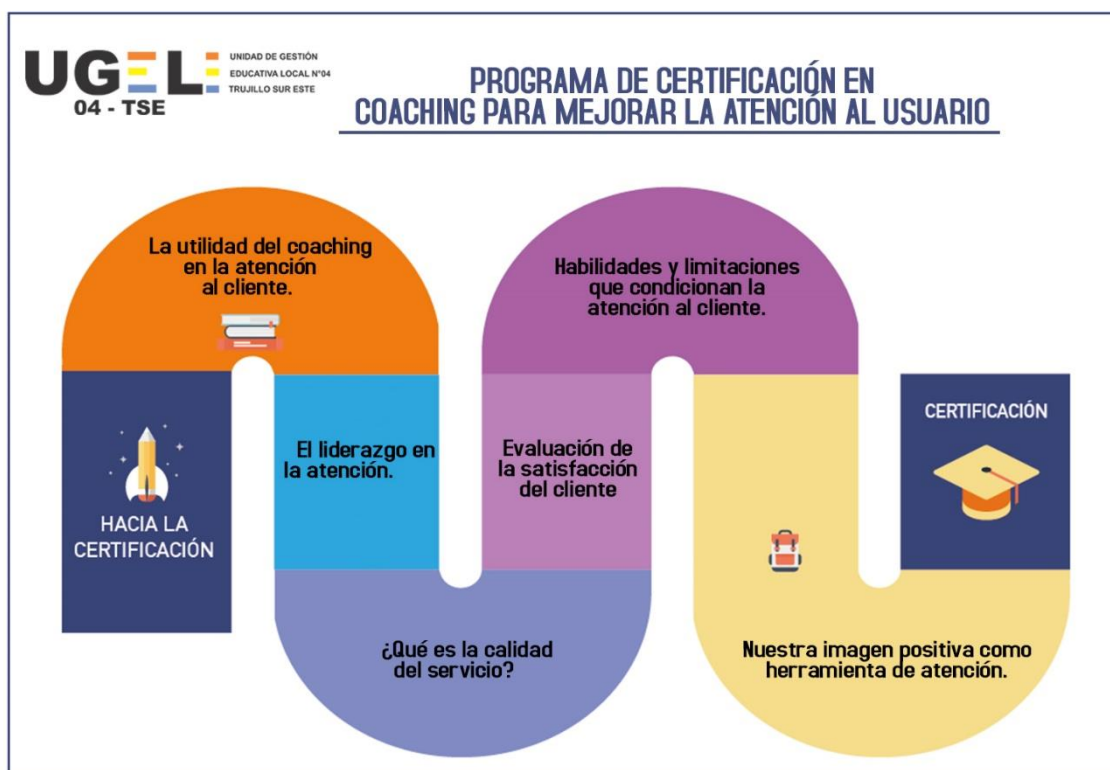 UGEL
04 - TSE
UNIDAD DE GESTIÓN
EDUCATIVA LOCAL N°04
TRUJILLO SUR ESTE
PROGRAMA DE CERTIFICACIÓN EN
COACHING PARA MEJORAR LA ATENCIÓN AL USUARIO
HACIA LA
CERTIFICACIÓN
La utilidad del coaching
en la atención
al cliente.
El liderazgo en
la atención.
¿Qué es la calidad
del servicio?
Evaluación de
la satisfacción
del cliente
Habilidades y limitaciones
que condicionan la
atención al cliente.
Nuestra imagen positiva como
herramienta de atención.
CERTIFICACIÓN